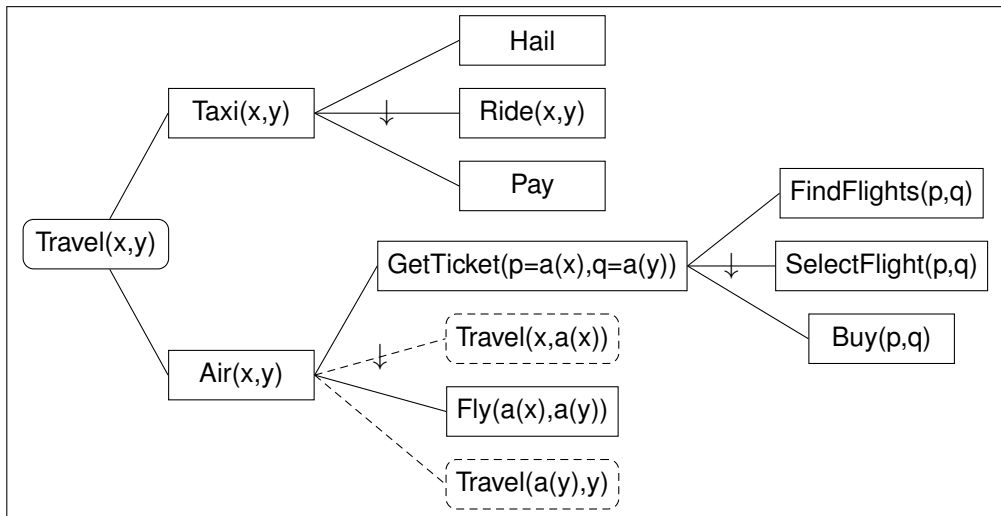 Hail
Taxi(x,y)
↓
Ride(x,y)
Pay
FindFlights(p,q)
Travel(x,y)
GetTicket(p=a(x),q=a(y))
↓
SelectFlight(p,q)
Travel(x,a(x))
Buy(p,q)
↓
Air(x,y)
Fly(a(x),a(y))
Travel(a(y),y)